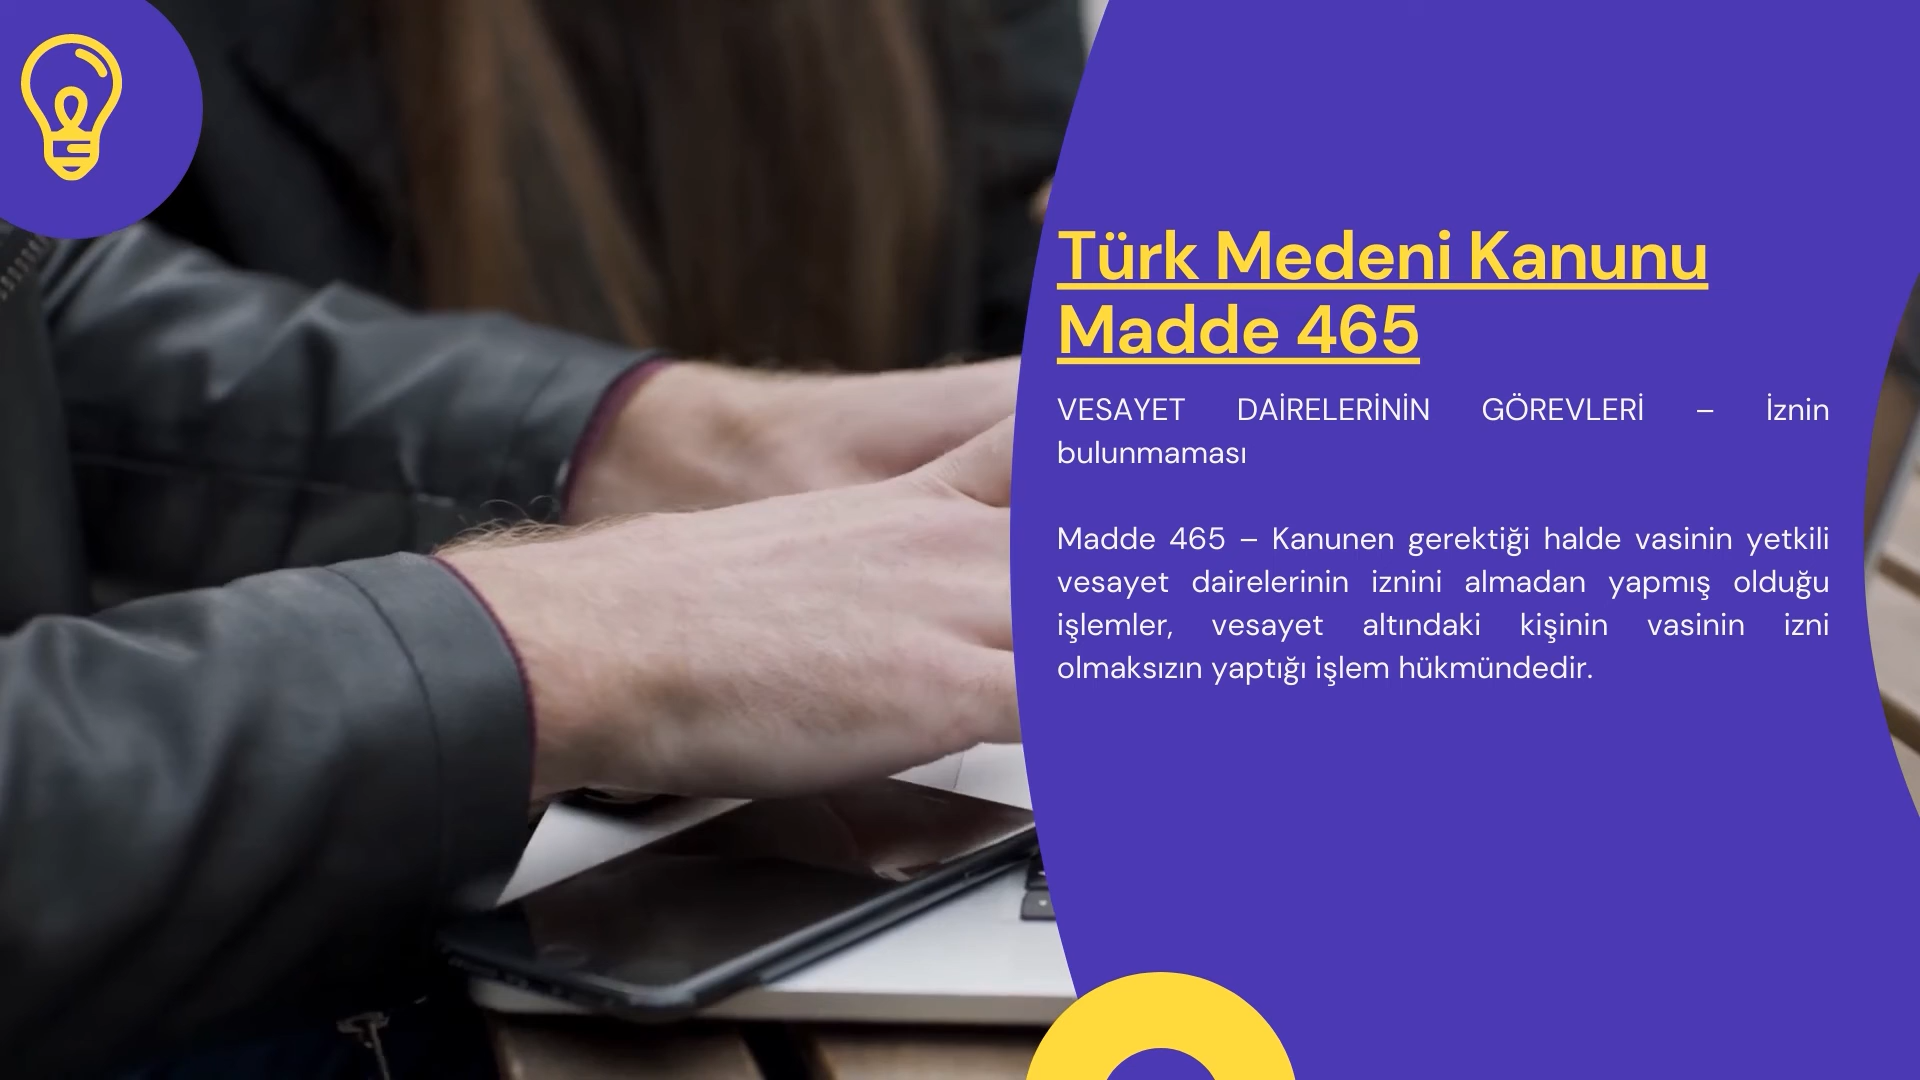 Türk Medeni Kanunu
Madde 465
VESAYET DAİRELERİNİN GÖREVLERİ – İznin
bulunmaması
Madde 465 – Kanunen gerektiği halde vasinin yetkili
vesayet dairelerinin iznini almadan yapmış olduğu
işlemler, vesayet altındaki kişinin vasinin izni
olmaksızın yaptığı işlem hükmündedir.